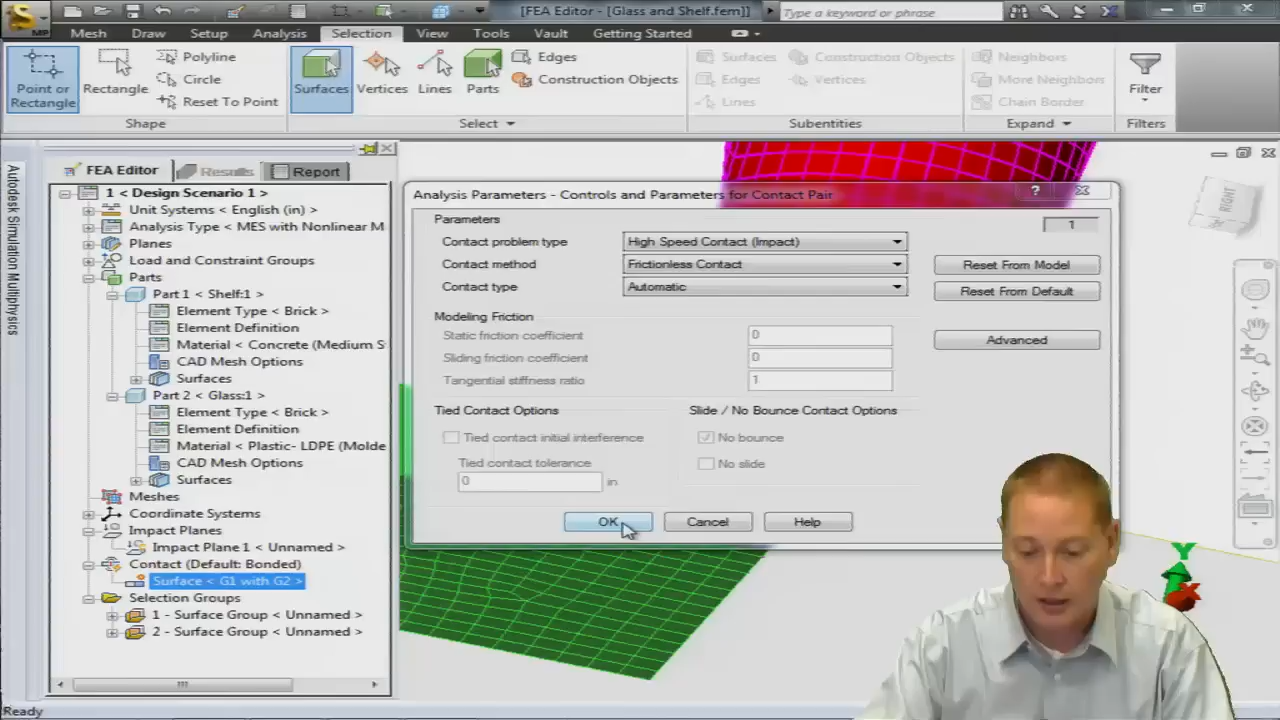 [FEA Editor - [Glass and Shelf.fem]]
Type a keyword or phrase
MP
Mesh Draw Setup Analysis Selection View Tools Vault Getting Started
Point or Rectangle
Rectangle
Polyline
Circle
Reset To Point
Shape
Surfaces
Vertices
Lines
Parts
Edges
Construction Objects
Select
Surfaces
Edges
Lines
Construction Objects
Vertices
Subentities
Neighbors
More Neighbors
Chain Border
Expand
Filter
Filters
Autodesk Simulation Multiphysics
FEA Editor Results Report
1 < Design Scenario 1 >
Unit Systems < English (in) >
Analysis Type < MES with Nonlinear M
Planes
Load and Constraint Groups
Parts
Part 1 < Shelf:1 >
Element Type < Brick >
Element Definition
Material < Concrete (Medium S
CAD Mesh Options
Surfaces
Part 2 < Glass:1 >
Element Type < Brick >
Element Definition
Material < Plastic- LDPE (Molde
CAD Mesh Options
Surfaces
Meshes
Coordinate Systems
Impact Planes
Impact Plane 1 < Unnamed >
Contact (Default: Bonded)
Surface < G1 with G2 >
Selection Groups
1 - Surface Group < Unnamed >
2 - Surface Group < Unnamed >
Analysis Parameters - Controls and Parameters for Contact Pair
?
Parameters
1
Contact problem type High Speed Contact (Impact)
Contact method Frictionless Contact
Contact type Automatic
Reset From Model
Reset From Default
Advanced
Modeling Friction
Static friction coefficient 0
Sliding friction coefficient 0
Tangential stiffness ratio 1
Tied Contact Options
Tied contact initial interference
Tied contact tolerance
0 in
Slide / No Bounce Contact Options
No bounce
No slide
OK Cancel Help
RIGHT
Y
X
Ready